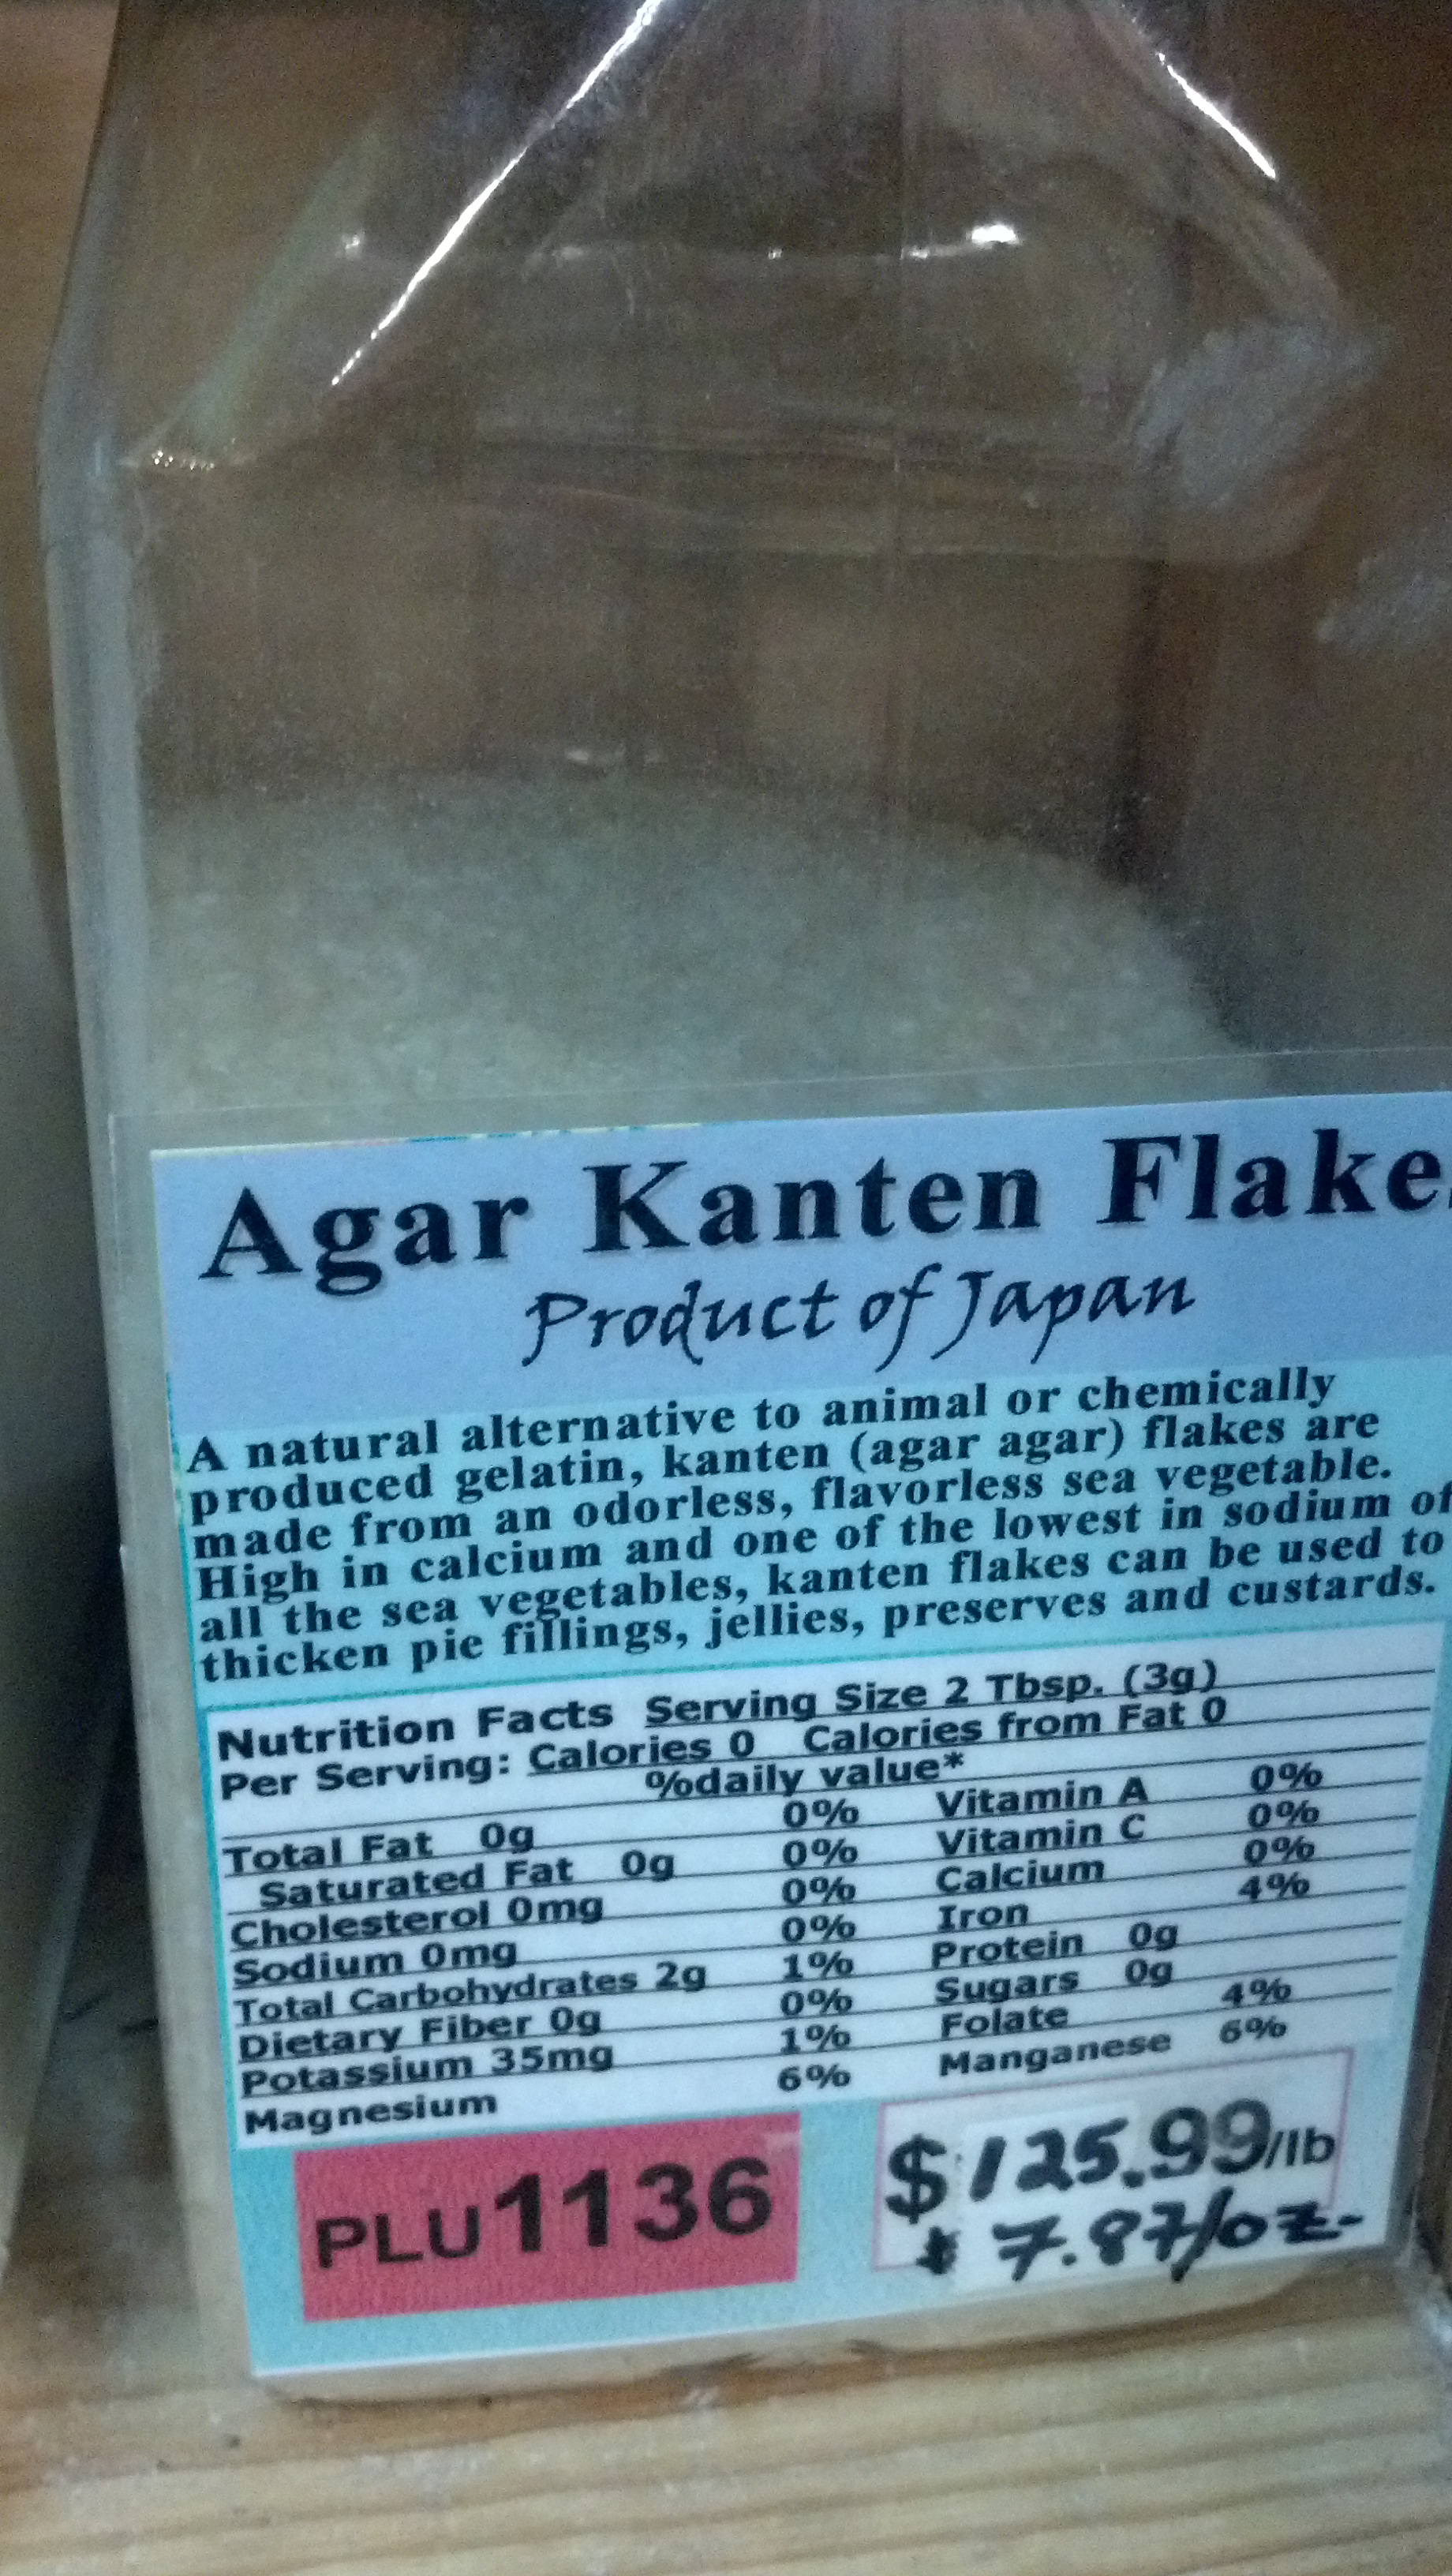 Agar Kanten Flake
Product of Japan
A natural alternative to animal or chemically
produced gelatin, kanten (agar agar) flakes are
made from an odorless, flavorless sea vegetable.
High in calcium and one of the lowest in sodium of
all the sea vegetables, kanten flakes can be used to
thicken pie fillings, jellies, preserves and custards.
Nutrition Facts Serving Size 2 Tbsp. (3g)
Per Serving: Calories 0 Calories from Fat 0
%daily value*
Total Fat 0g 0% Vitamin A 0%
Saturated Fat 0g 0% Vitamin C 0%
Cholesterol 0mg 0% Calcium 0%
Sodium 0mg 0% Iron 4%
Total Carbohydrates 2g 1% Protein 0g
Dietary Fiber 0g 0% Sugars 0g
Potassium 35mg 1% Folate 4%
Magnesium 6% Manganese 6%
PLU1136
$125.99/lb
$7.87/oz-